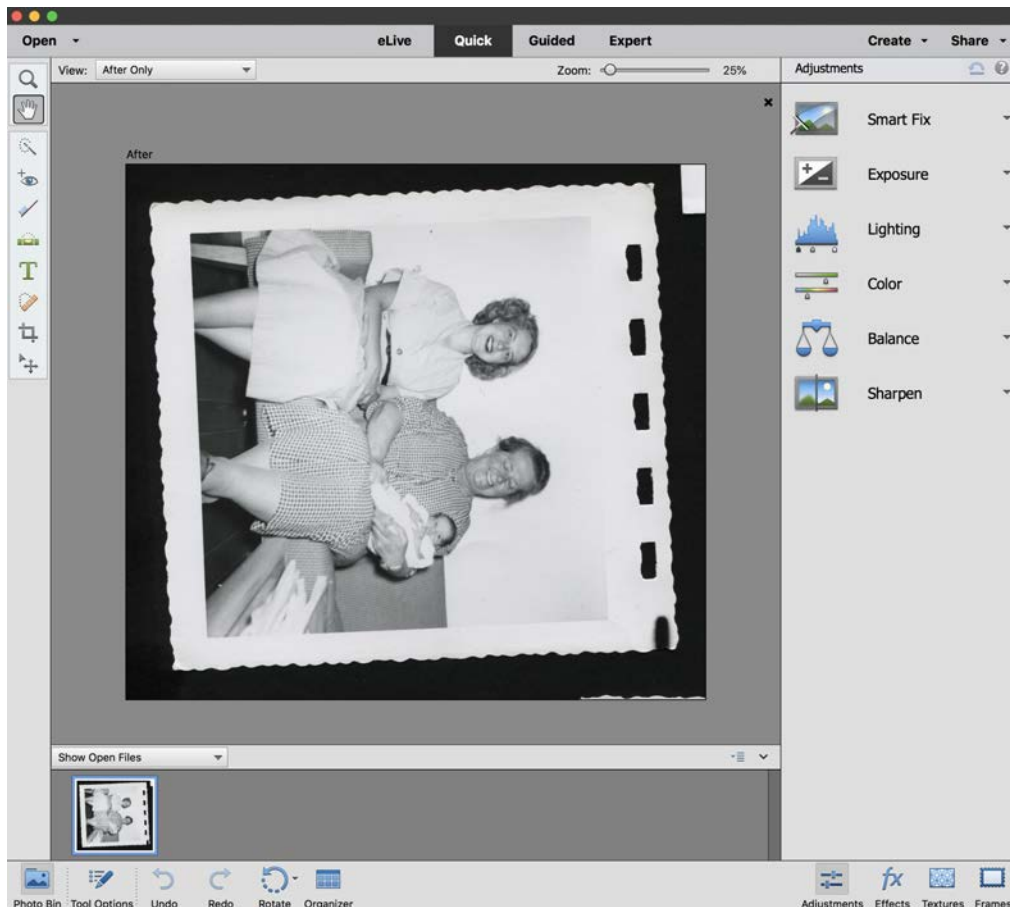 Open
eLive Quick Guided Expert
Create Share
View: After Only
Zoom: 25%
Adjustments
After
Smart Fix
Exposure
Lighting
Color
Balance
Sharpen
T
Show Open Files
Photo Bin Tool Options Undo Redo Rotate Organizer
Adjustments Effects Textures Frames